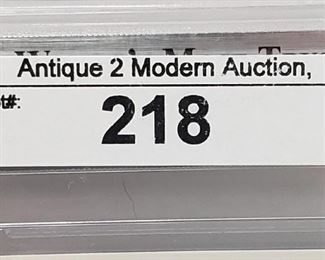 Antique 2 Modern Auction,
t#:
218